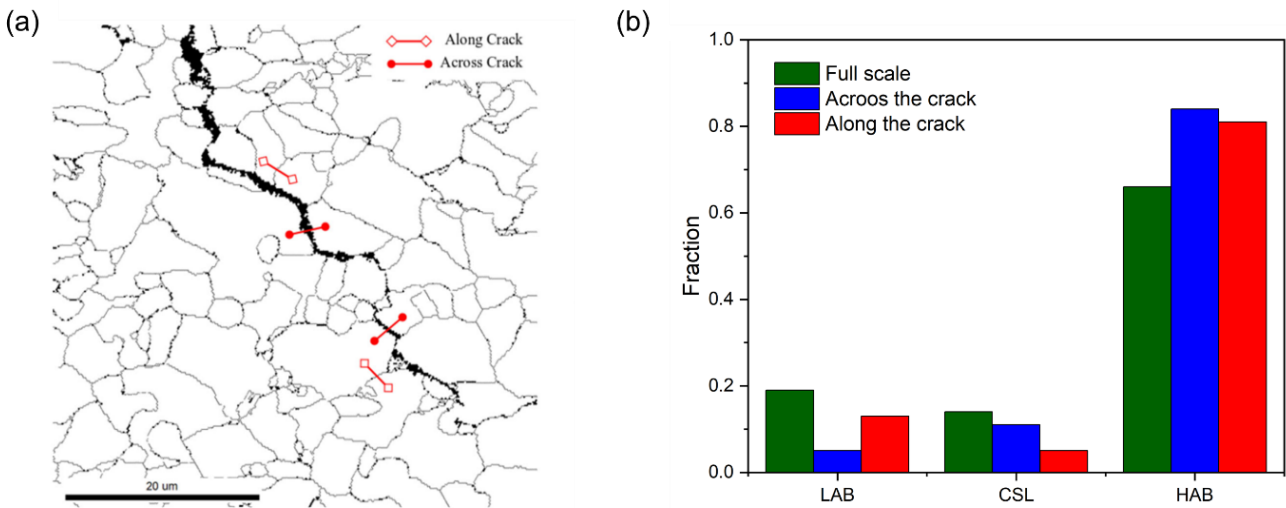 (a)
Along Crack
Across Crack
20 um
(b)
1.0
0.8
0.6
0.4
0.2
0.0
Fraction
Full scale
Acroos the crack
Along the crack
LAB
CSL
HAB